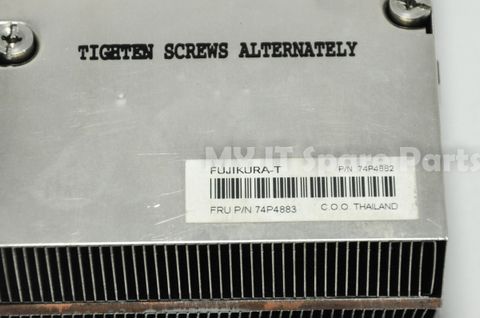 TIGHTEN SCREWS ALTERNATELY
MY IT Spare Parts
FUJIKURA-T P/N 74P4882
FRU P/N 74P4883 C.O.O. THAILAND